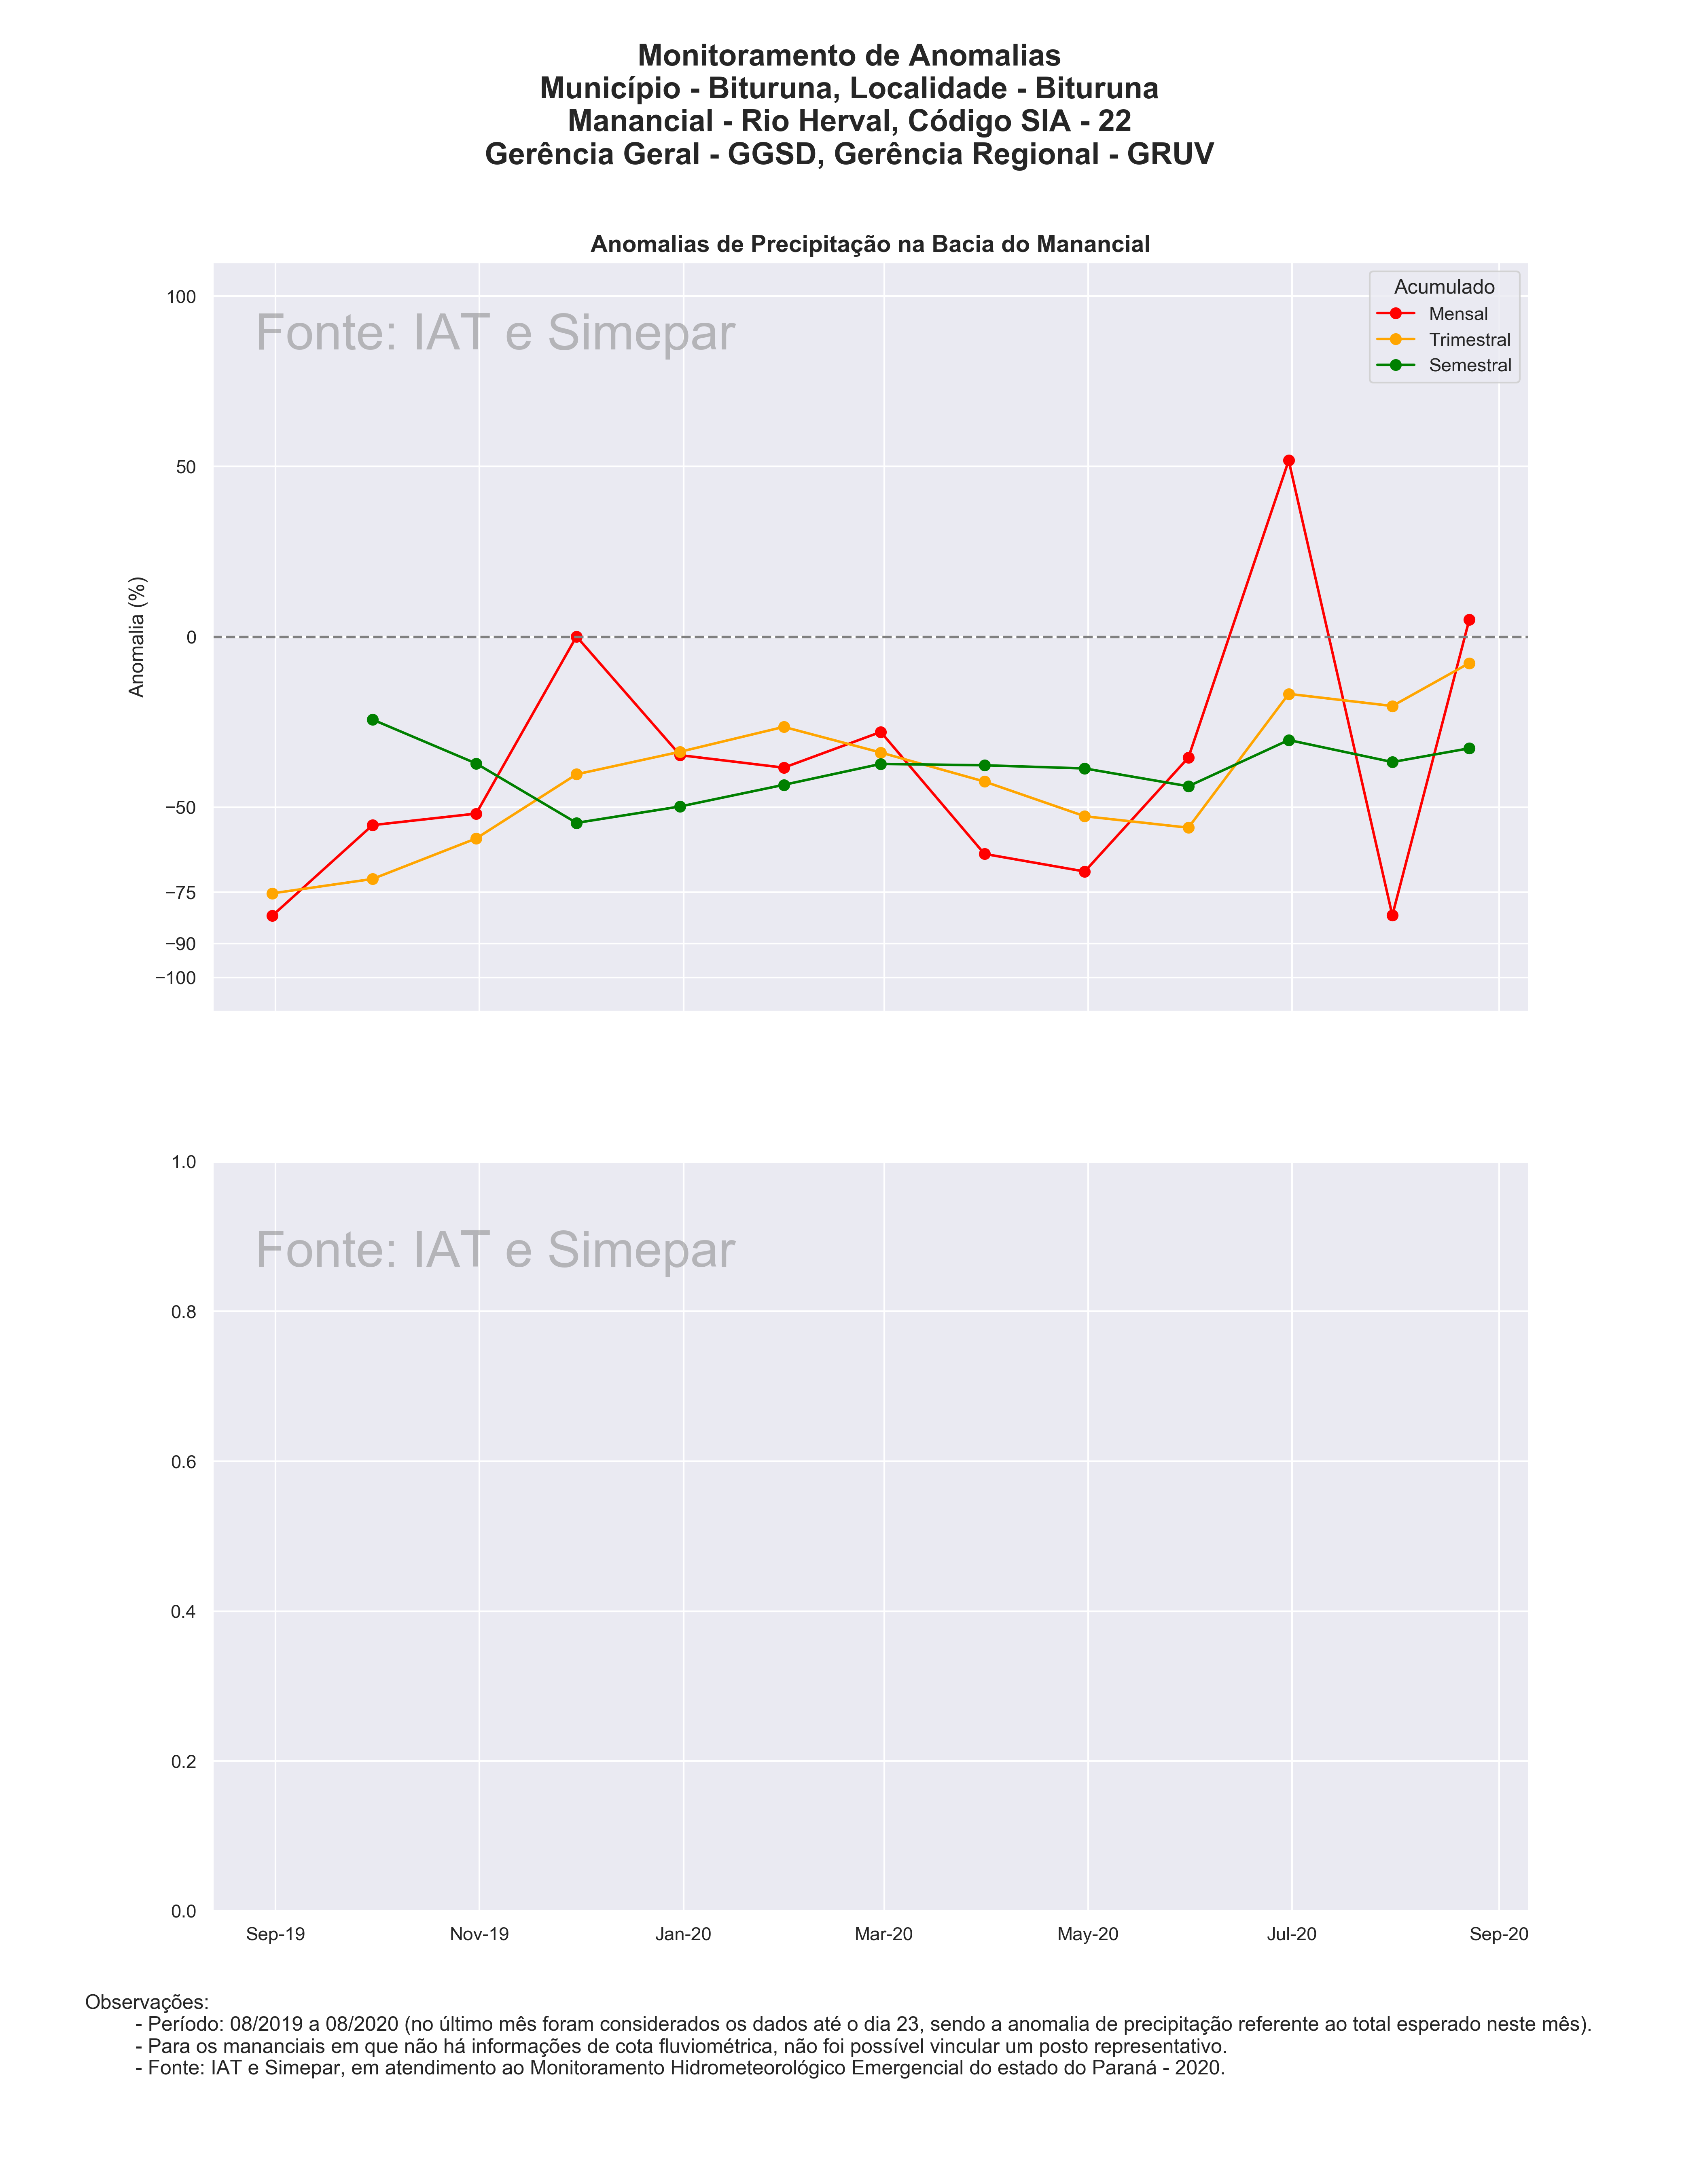 Monitoramento de Anomalias
Município - Bituruna, Localidade - Bituruna
Manancial - Rio Herval, Código SIA - 22
Gerência Geral - GGSD, Gerência Regional - GRUV
Anomalias de Precipitação na Bacia do Manancial
Fonte: IAT e Simepar
Acumulado
Mensal
Trimestral
Semestral
Anomalia (%)
100
50
0
−50
−75
−90
−100
Fonte: IAT e Simepar
1.0
0.8
0.6
0.4
0.2
0.0
Sep-19 Nov-19 Jan-20 Mar-20 May-20 Jul-20 Sep-20
Observações:
- Período: 08/2019 a 08/2020 (no último mês foram considerados os dados até o dia 23, sendo a anomalia de precipitação referente ao total esperado neste mês).
- Para os mananciais em que não há informações de cota fluviométrica, não foi possível vincular um posto representativo.
- Fonte: IAT e Simepar, em atendimento ao Monitoramento Hidrometeorológico Emergencial do estado do Paraná - 2020.